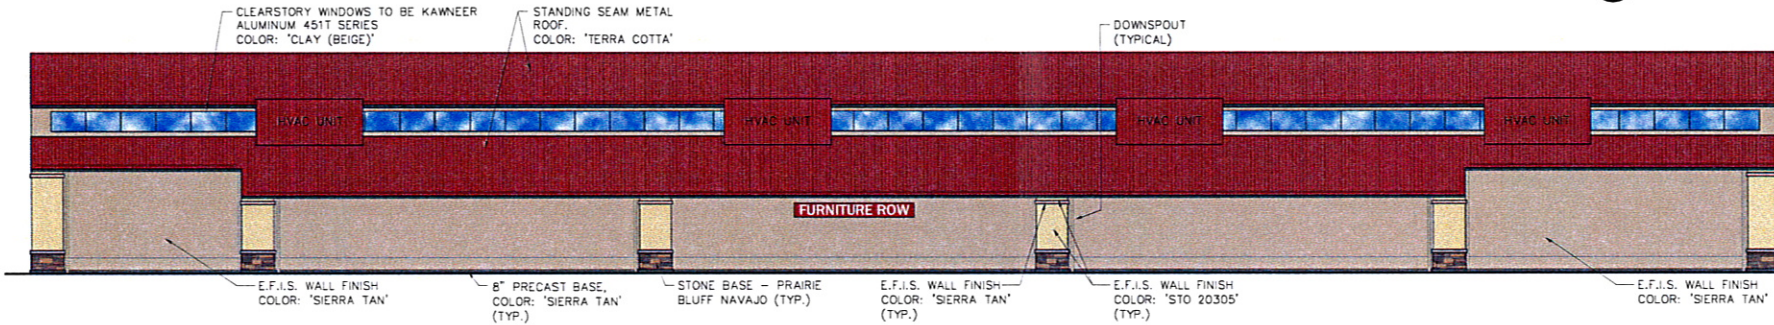 CLEARSTORY WINDOWS TO BE KAWNEER
ALUMINUM 451T SERIES
COLOR: 'CLAY (BEIGE)'
STANDING SEAM METAL
ROOF.
COLOR: 'TERRA COTTA'
DOWNSPOUT
(TYPICAL)
HVAC UNIT
HVAC UNIT
HVAC UNIT
HVAC UNIT
FURNITURE ROW
E.F.I.S. WALL FINISH
COLOR: 'SIERRA TAN'
8" PRECAST BASE,
COLOR: 'SIERRA TAN'
(TYP.)
STONE BASE - PRAIRIE
BLUFF NAVAJO (TYP.)
E.F.I.S. WALL FINISH
COLOR: 'SIERRA TAN'
(TYP.)
E.F.I.S. WALL FINISH
COLOR: 'STO 20305'
(TYP.)
E.F.I.S. WALL FINISH
COLOR: 'SIERRA TAN'